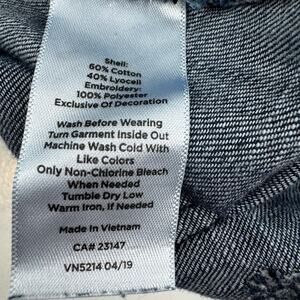 Shell:
60% Cotton
40% Lyocell
Embroidery:
100% Polyester
Exclusive Of Decoration
Wash Before Wearing
Turn Garment Inside Out
Machine Wash Cold With
Like Colors
Only Non-Chlorine Bleach
When Needed
Tumble Dry Low
Warm Iron, If Needed
Made In Vietnam
CA# 23147
VN5214 04/19